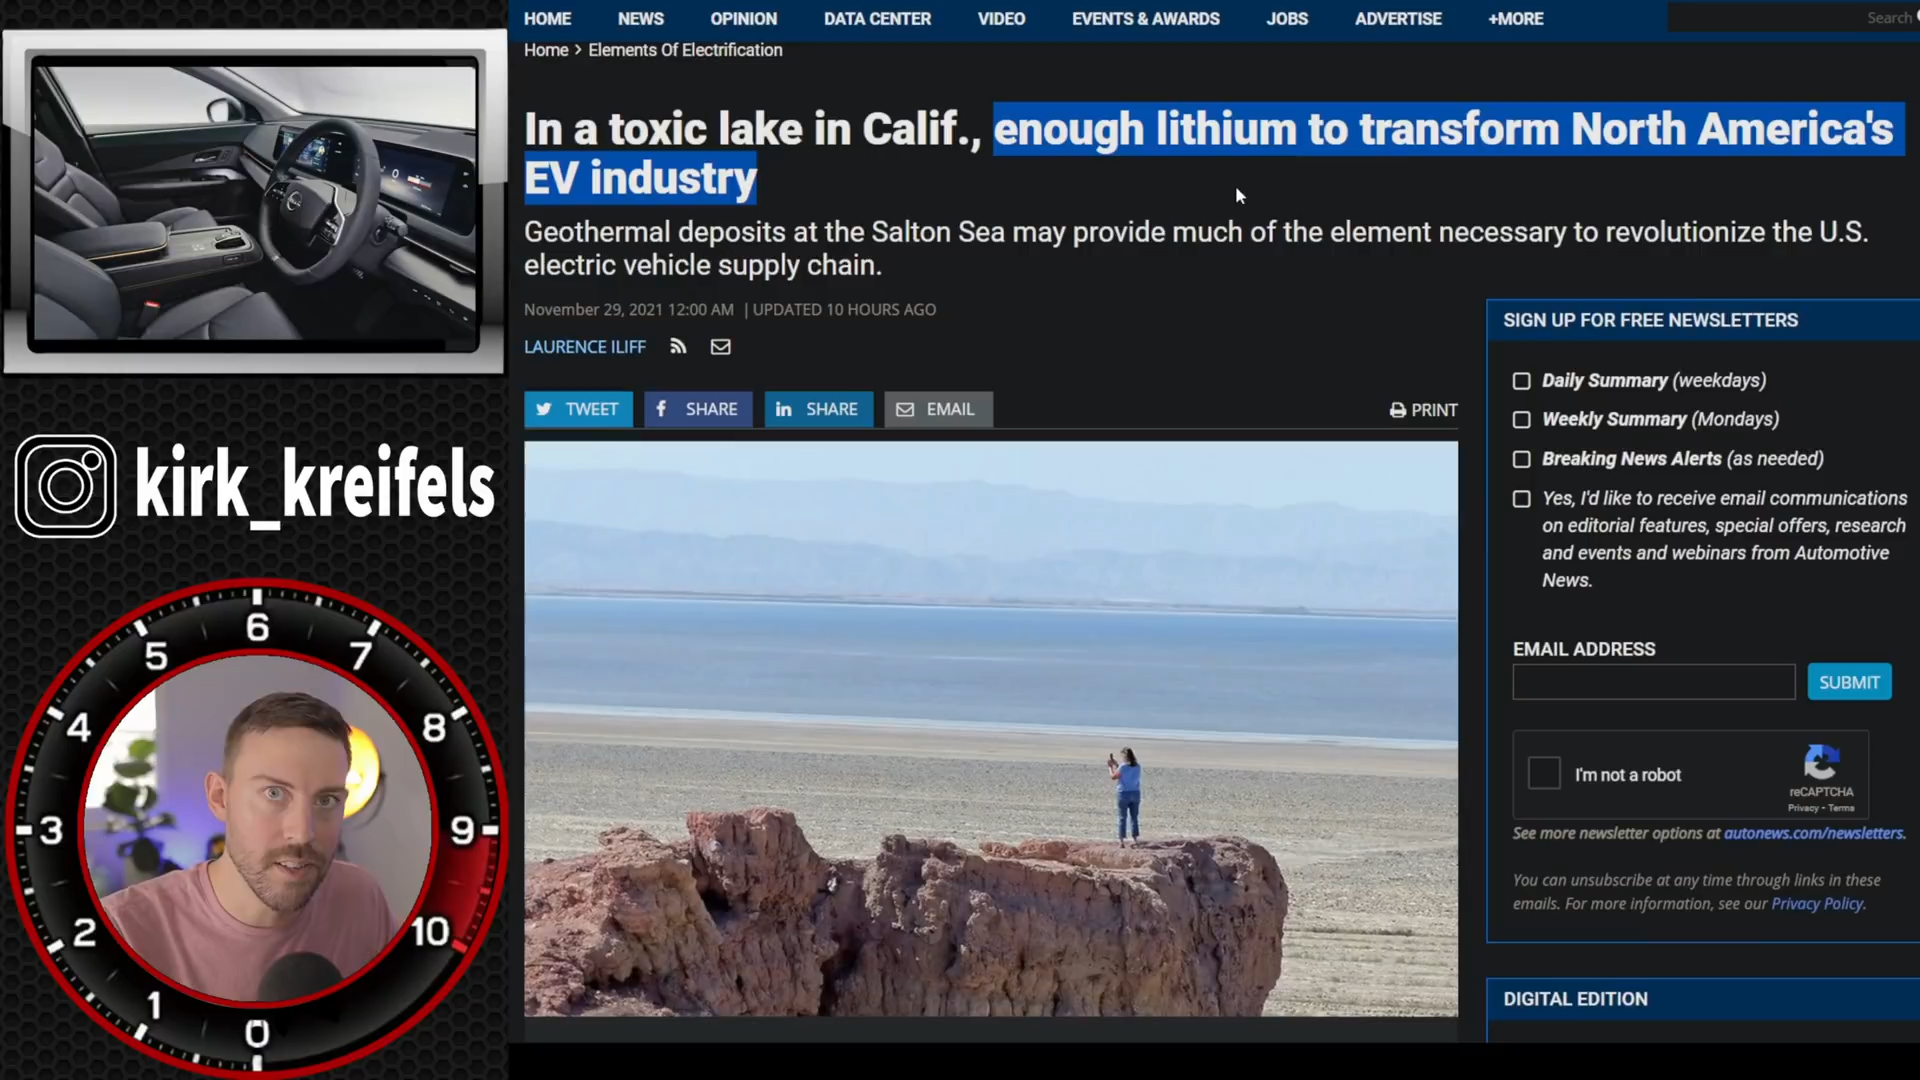 HOME NEWS OPINION DATA CENTER VIDEO EVENTS & AWARDS JOBS ADVERTISE +MORE Search
Home > Elements Of Electrification
In a toxic lake in Calif., enough lithium to transform North America's
EV industry
Geothermal deposits at the Salton Sea may provide much of the element necessary to revolutionize the U.S.
electric vehicle supply chain.
November 29, 2021 12:00 AM | UPDATED 10 HOURS AGO
LAURENCE ILIFF
TWEET
SHARE
in SHARE
EMAIL
PRINT
SIGN UP FOR FREE NEWSLETTERS
Daily Summary (weekdays)
Weekly Summary (Mondays)
Breaking News Alerts (as needed)
Yes, I'd like to receive email communications
on editorial features, special offers, research
and events and webinars from Automotive
News.
EMAIL ADDRESS
SUBMIT
I'm not a robot
reCAPTCHA
Privacy - Terms
See more newsletter options at autonews.com/newsletters.
You can unsubscribe at any time through links in these
emails. For more information, see our Privacy Policy.
DIGITAL EDITION
kirk_kreifels
0
1
2
3
4
5
6
7
8
9
10